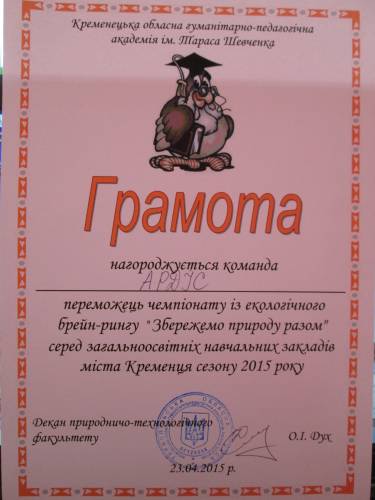 Кременецька обласна гуманітарно-педагогічна
академія ім. Тараса Шевченка
Грамота
нагороджується команда
АРДІС
переможець чемпіонату із екологічного
брейн-рингу "Збережемо природу разом"
серед загальноосвітніх навчальних закладів
міста Кременця сезону 2015 року
Декан природничо-технологічного
факультету
О.І. Дух
23.04.2015 р.